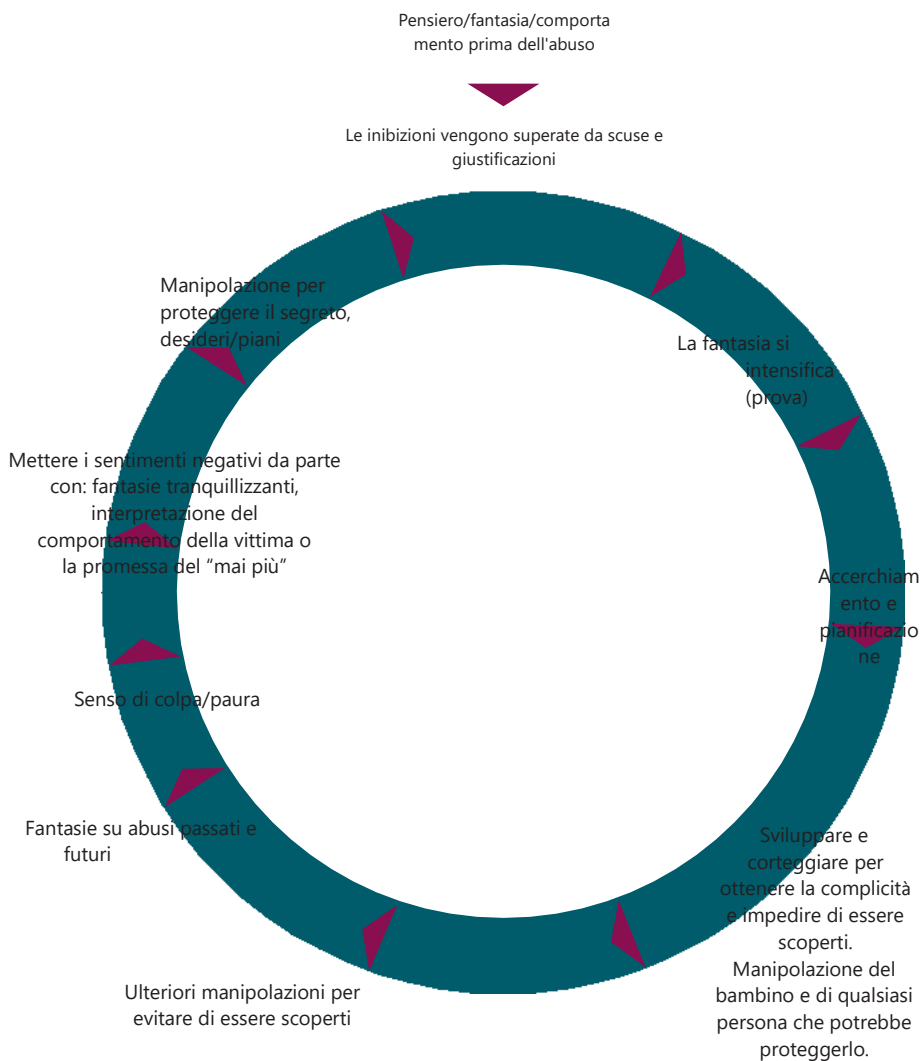 Pensiero/fantasia/comporta
mento prima dell'abuso
Le inibizioni vengono superate da scuse e
giustificazioni
La fantasia si
intensifica
(prova)
Accerchiam
ento e
pianificazio
ne
Sviluppare e
corteggiare per
ottenere la complicità
e impedire di essere
scoperti.
Manipolazione del
bambino e di qualsiasi
persona che potrebbe
proteggerlo.
Ulteriori manipolazioni per
evitare di essere scoperti
Fantasie su abusi passati e
futuri
Senso di colpa/paura
Mettere i sentimenti negativi da parte
con: fantasie tranquillizzanti,
interpretazione del
comportamento della vittima o
la promessa del "mai più"
Manipolazione per
proteggere il segreto,
desideri/piani